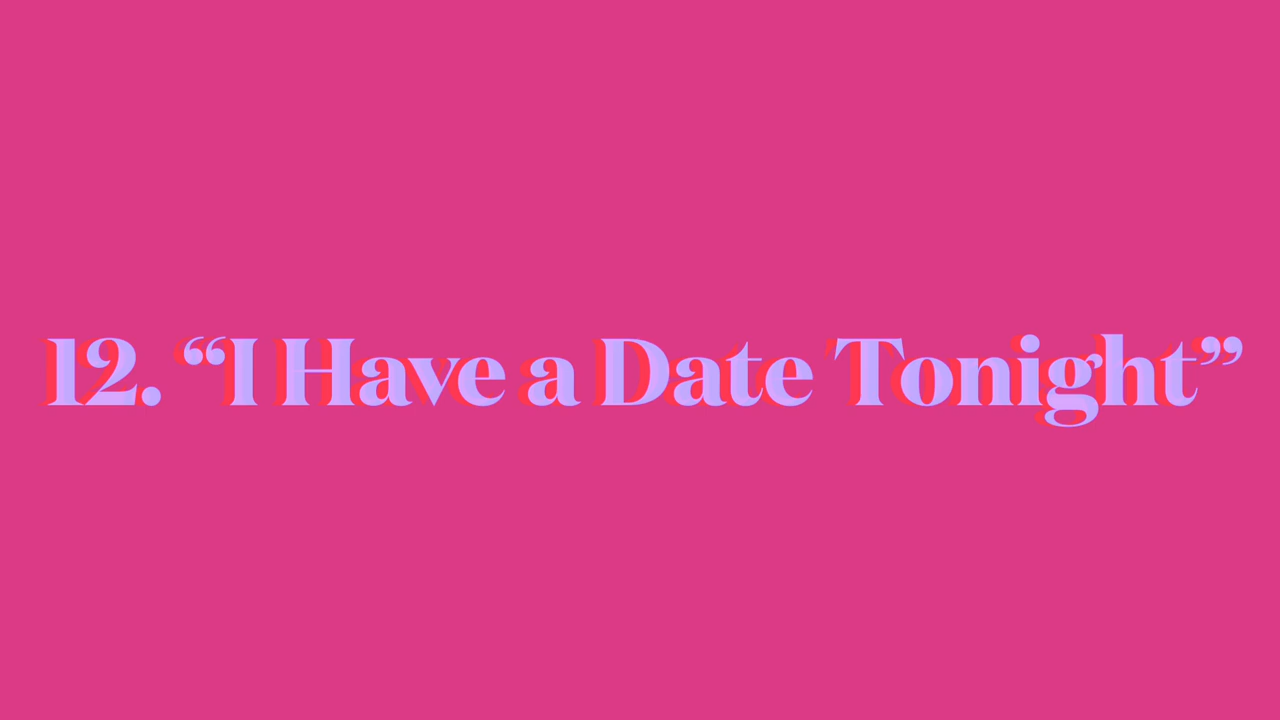 12. “I Have a Date Tonight”